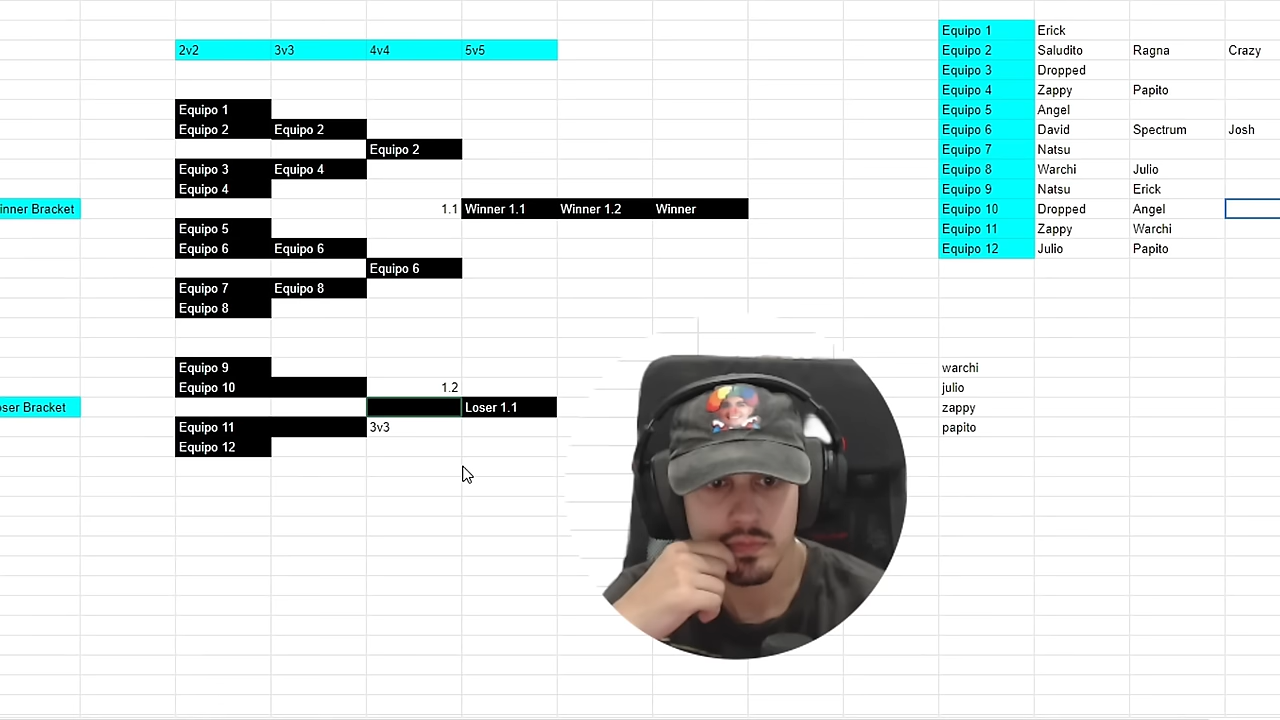 Equipo 1 Erick
2v2 3v3 4v4 5v5 Equipo 2 Saludito Ragna Crazy
Equipo 3 Dropped
Equipo 4 Zappy Papito
Equipo 1 Equipo 5 Angel
Equipo 2 Equipo 2 Equipo 6 David Spectrum Josh
Equipo 2 Equipo 7 Natsu
Equipo 3 Equipo 4 Equipo 8 Warchi Julio
Equipo 4 Equipo 9 Natsu Erick
inner Bracket 1.1 Winner 1.1 Winner 1.2 Winner Equipo 10 Dropped Angel
Equipo 5 Equipo 11 Zappy Warchi
Equipo 6 Equipo 6 Equipo 12 Julio Papito
Equipo 6
Equipo 7 Equipo 8
Equipo 8
Equipo 9 warchi
Equipo 10 1.2 julio
oser Bracket Loser 1.1 zappy
Equipo 11 3v3 papito
Equipo 12